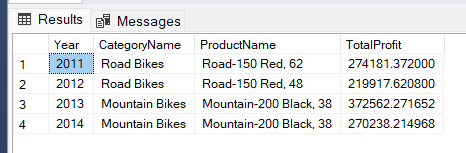 Results Messages
Year CategoryName ProductName TotalProfit
1 2011 Road Bikes Road-150 Red, 62 274181.372000
2 2012 Road Bikes Road-150 Red, 48 219917.620800
3 2013 Mountain Bikes Mountain-200 Black, 38 372562.271652
4 2014 Mountain Bikes Mountain-200 Black, 38 270238.214968